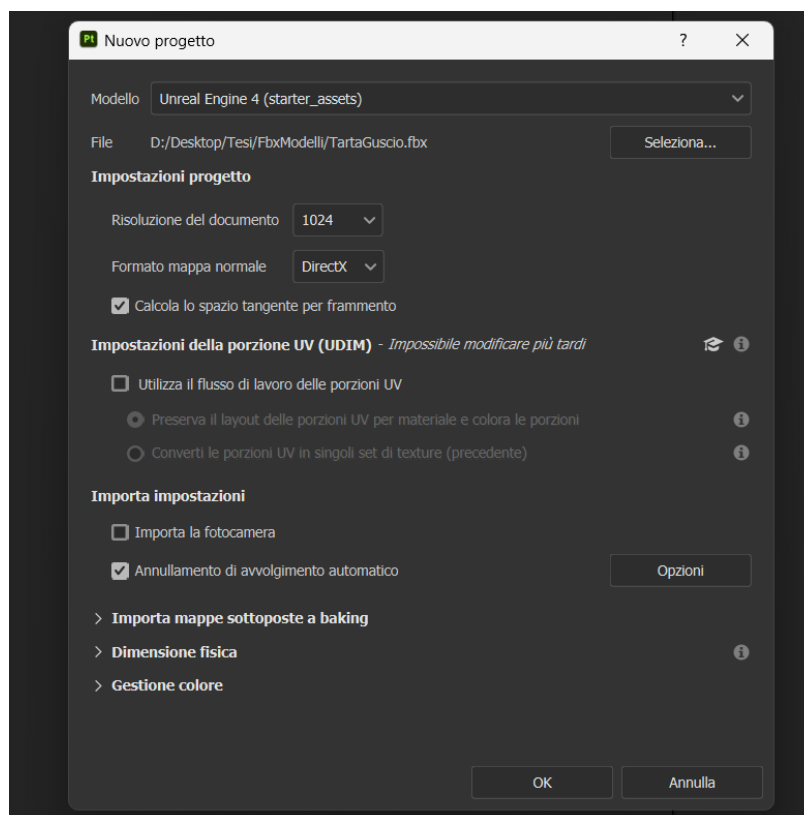 Pt Nuovo progetto ? ×
Modello Unreal Engine 4 (starter_assets)
File D:/Desktop/Tesi/FbxModelli/TartaGuscio.fbx Seleziona...
Impostazioni progetto
Risoluzione del documento 1024
Formato mappa normale DirectX
Calcola lo spazio tangente per frammento
Impostazioni della porzione UV (UDIM) - Impossibile modificare più tardi
Utilizza il flusso di lavoro delle porzioni UV
Preserva il layout delle porzioni UV per materiale e colora le porzioni
Converti le porzioni UV in singoli set di texture (precedente)
Importa impostazioni
Importa la fotocamera
Annullamento di avvolgimento automatico Opzioni
Importa mappe sottoposte a baking
Dimensione fisica
Gestione colore
OK Annulla